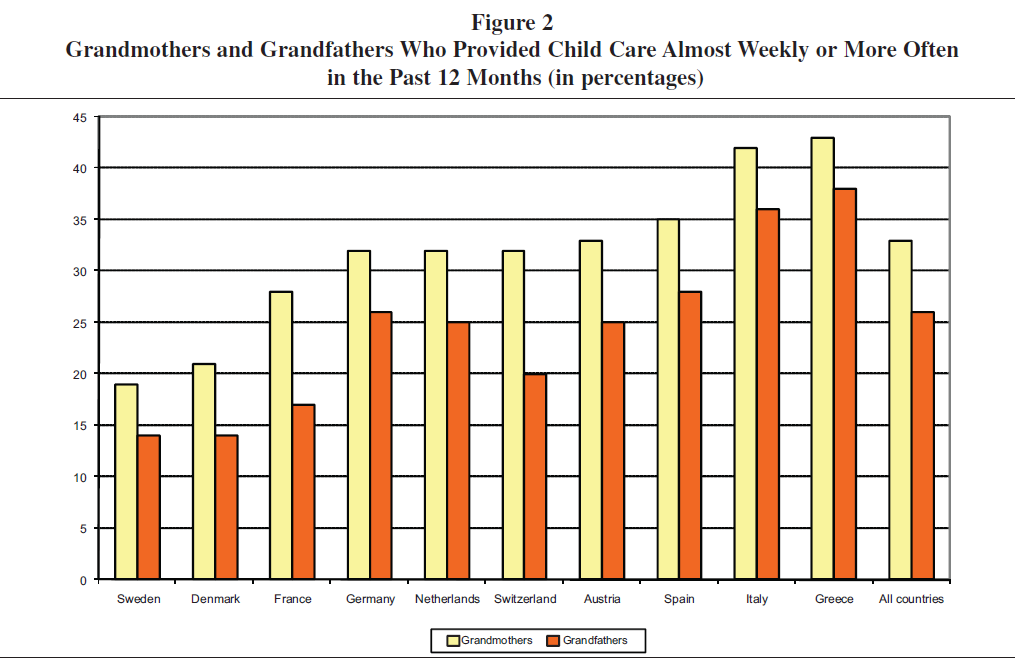 Figure 2
Grandmothers and Grandfathers Who Provided Child Care Almost Weekly or More Often
in the Past 12 Months (in percentages)
45
40
35
30
25
20
15
10
5
0
Sweden Denmark France Germany Netherlands Switzerland Austria Spain Italy Greece All countries
Grandmothers Grandfathers